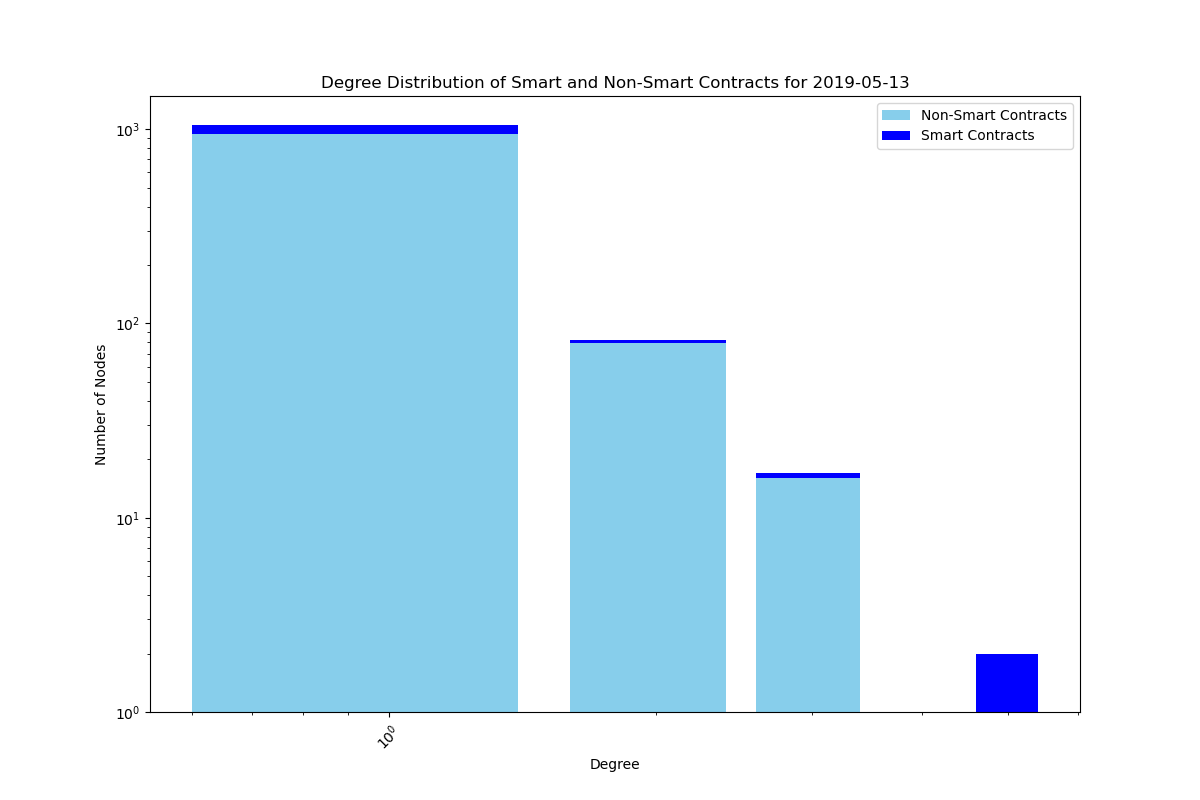 Degree Distribution of Smart and Non-Smart Contracts for 2019-05-13
Non-Smart Contracts
Smart Contracts
10³
10²
10¹
10⁰
Number of Nodes
10⁰
Degree